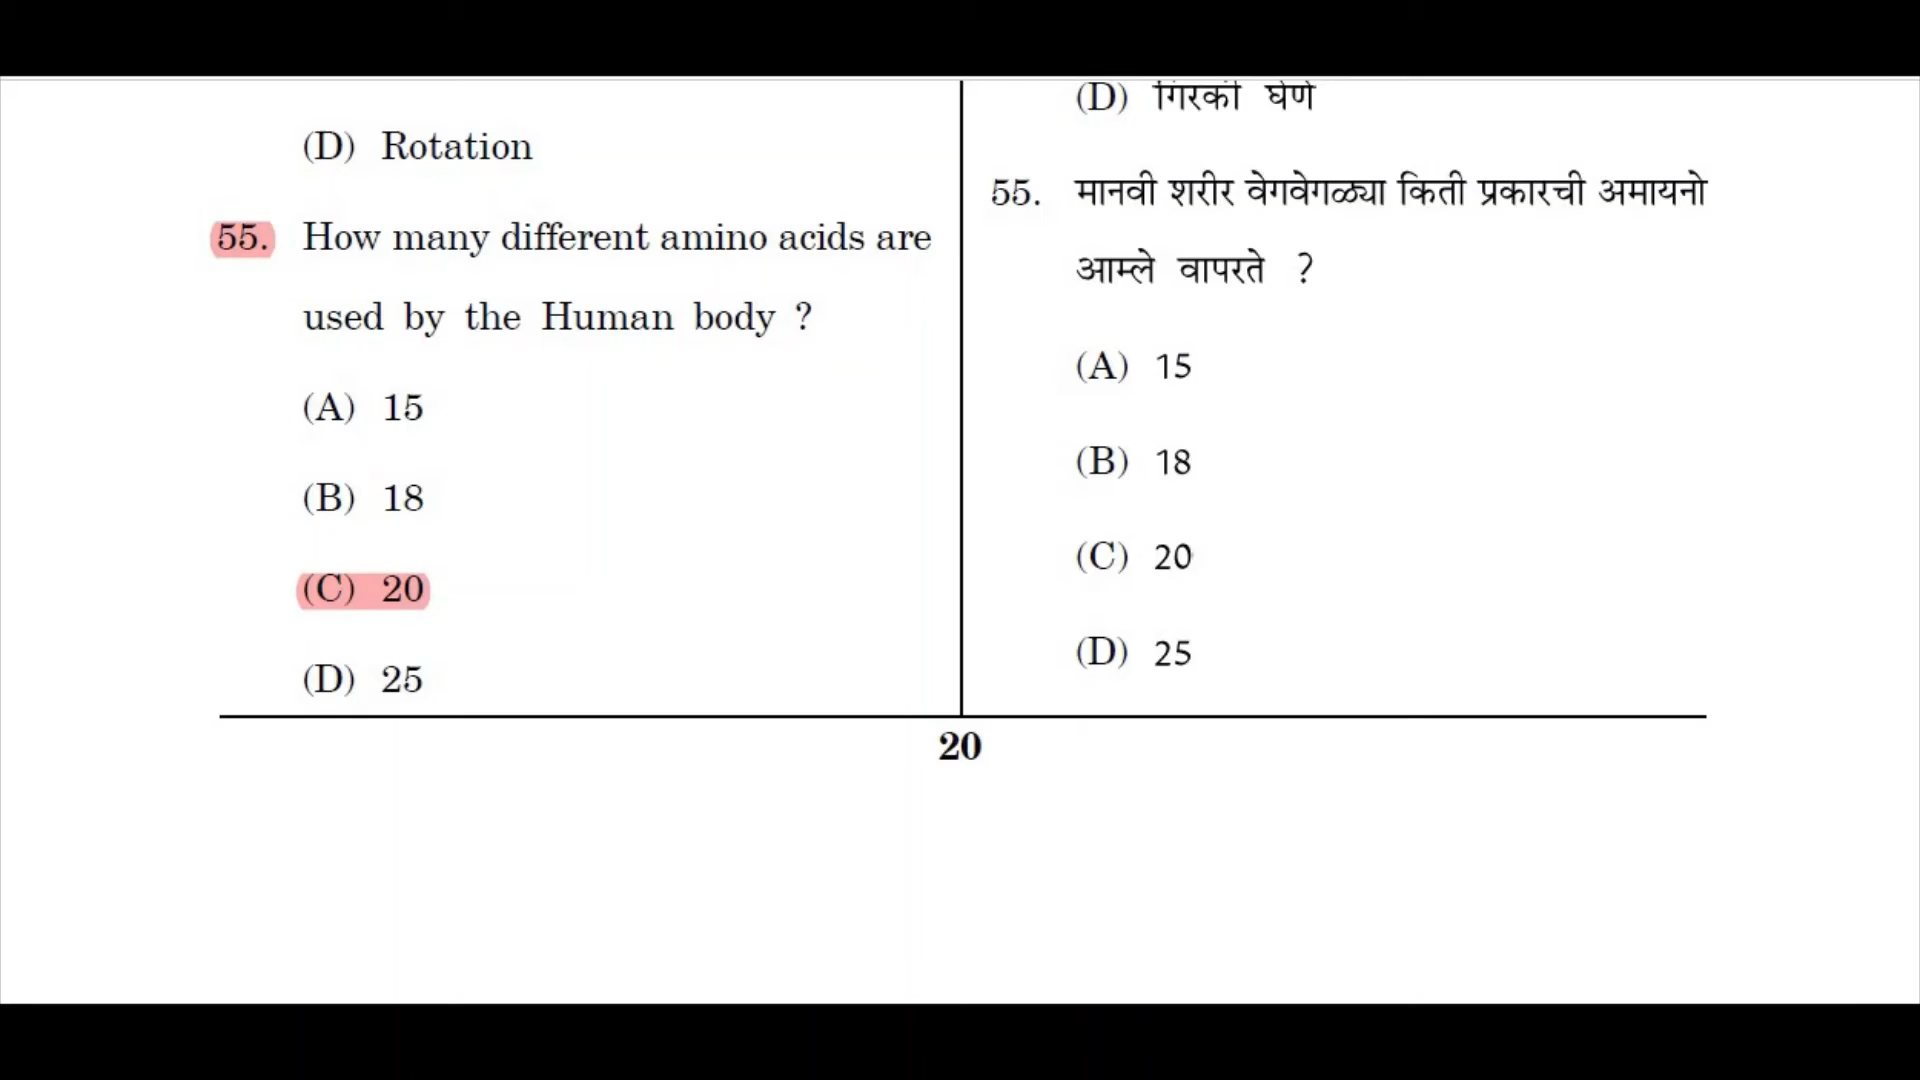 (D) Rotation
55. How many different amino acids are
used by the Human body ?
(A) 15
(B) 18
(C) 20
(D) 25
(D) गिरकी घेणे
55. मानवी शरीर वेगवेगळ्या किती प्रकारची अमायनो
आम्ले वापरते ?
(A) 15
(B) 18
(C) 20
(D) 25
20